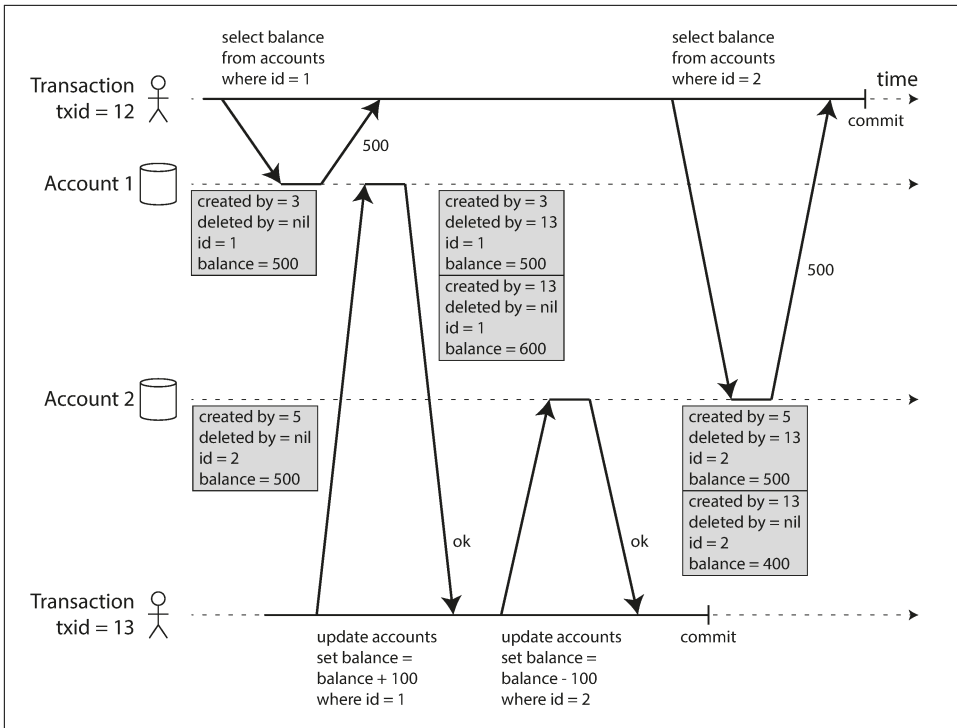 select balance
from accounts
where id = 1
select balance
from accounts
where id = 2
time
Transaction
txid = 12
commit
500
Account 1
created by = 3
deleted by = nil
id = 1
balance = 500
created by = 3
deleted by = 13
id = 1
balance = 500
created by = 13
deleted by = nil
id = 1
balance = 600
500
Account 2
created by = 5
deleted by = nil
id = 2
balance = 500
created by = 5
deleted by = 13
id = 2
balance = 500
created by = 13
deleted by = nil
id = 2
balance = 400
ok
ok
Transaction
txid = 13
commit
update accounts
set balance =
balance + 100
where id = 1
update accounts
set balance =
balance - 100
where id = 2